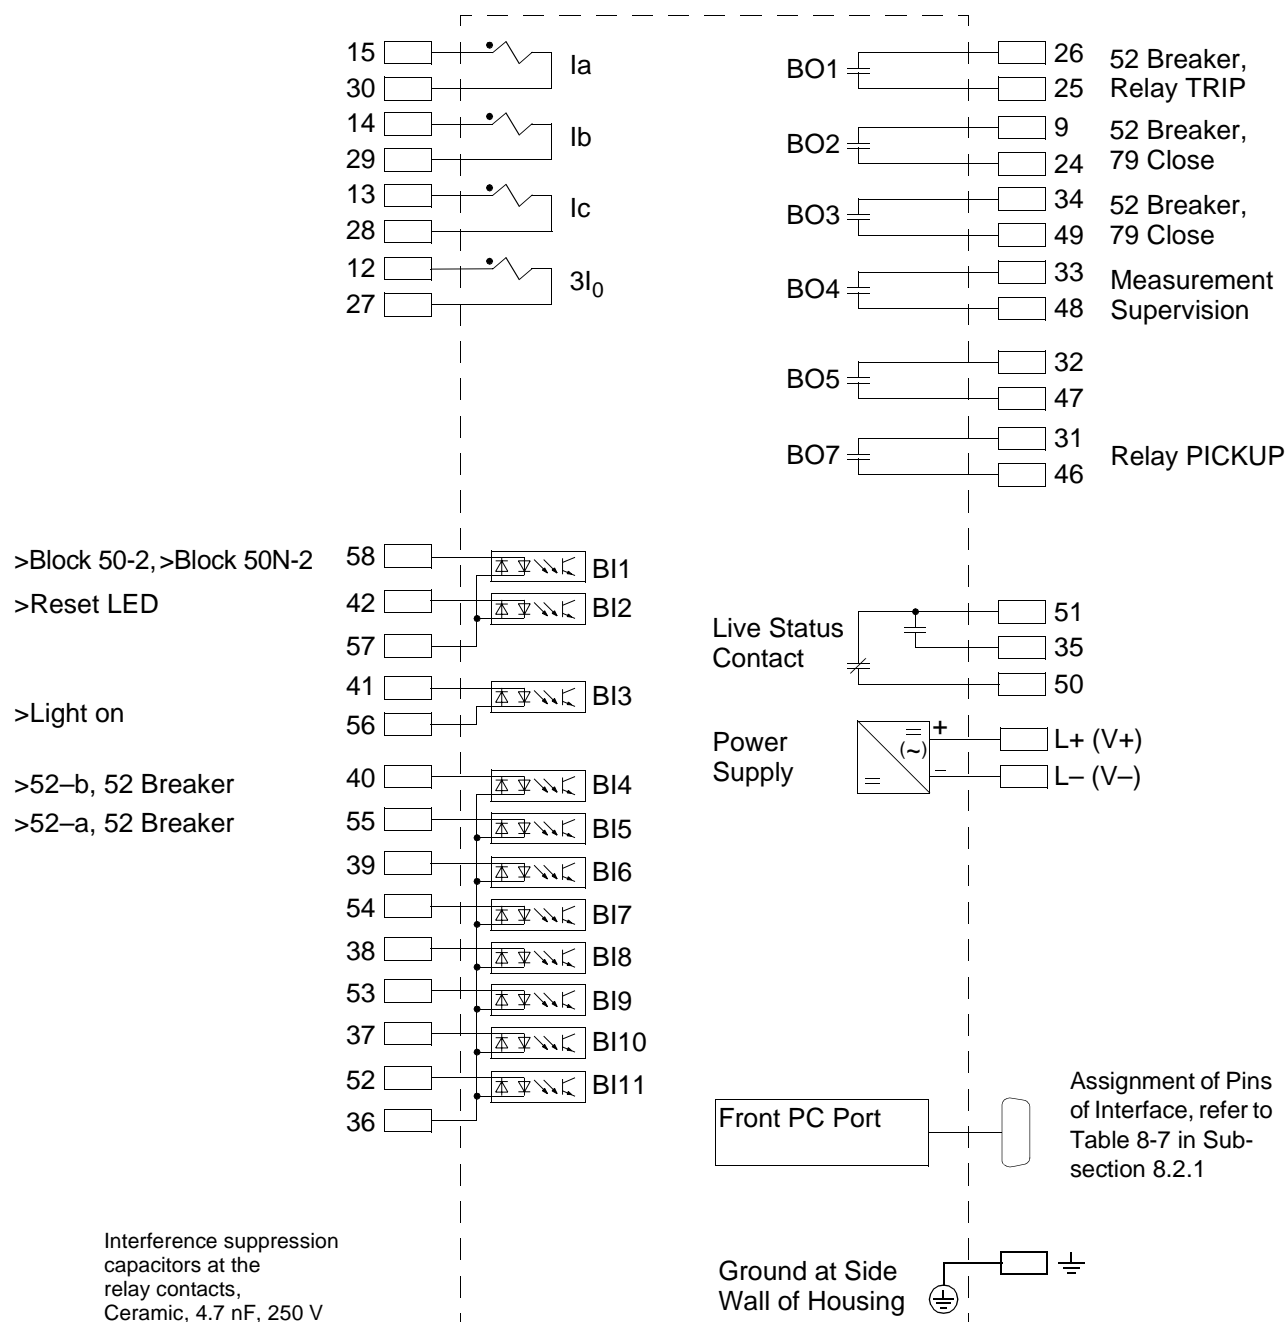 15
Ia
30
14
Ib
29
13
Ic
28
12
3I0
27
BO1
26
25
52 Breaker,
Relay TRIP
BO2
9
24
52 Breaker,
79 Close
BO3
34
49
52 Breaker,
79 Close
BO4
33
48
Measurement
Supervision
BO5
32
47
BO7
31
46
Relay PICKUP
>Block 50-2, >Block 50N-2
58
BI1
>Reset LED
42
BI2
57
41
BI3
>Light on
56
>52–b, 52 Breaker
40
BI4
>52–a, 52 Breaker
55
BI5
39
BI6
54
BI7
38
BI8
53
BI9
37
BI10
52
BI11
36
Live Status
Contact
51
35
50
Power
Supply
(~)
+
–
L+ (V+)
L– (V–)
Front PC Port
Assignment of Pins
of Interface, refer to
Table 8-7 in Sub-
section 8.2.1
Interference suppression
capacitors at the
relay contacts,
Ceramic, 4.7 nF, 250 V
Ground at Side
Wall of Housing